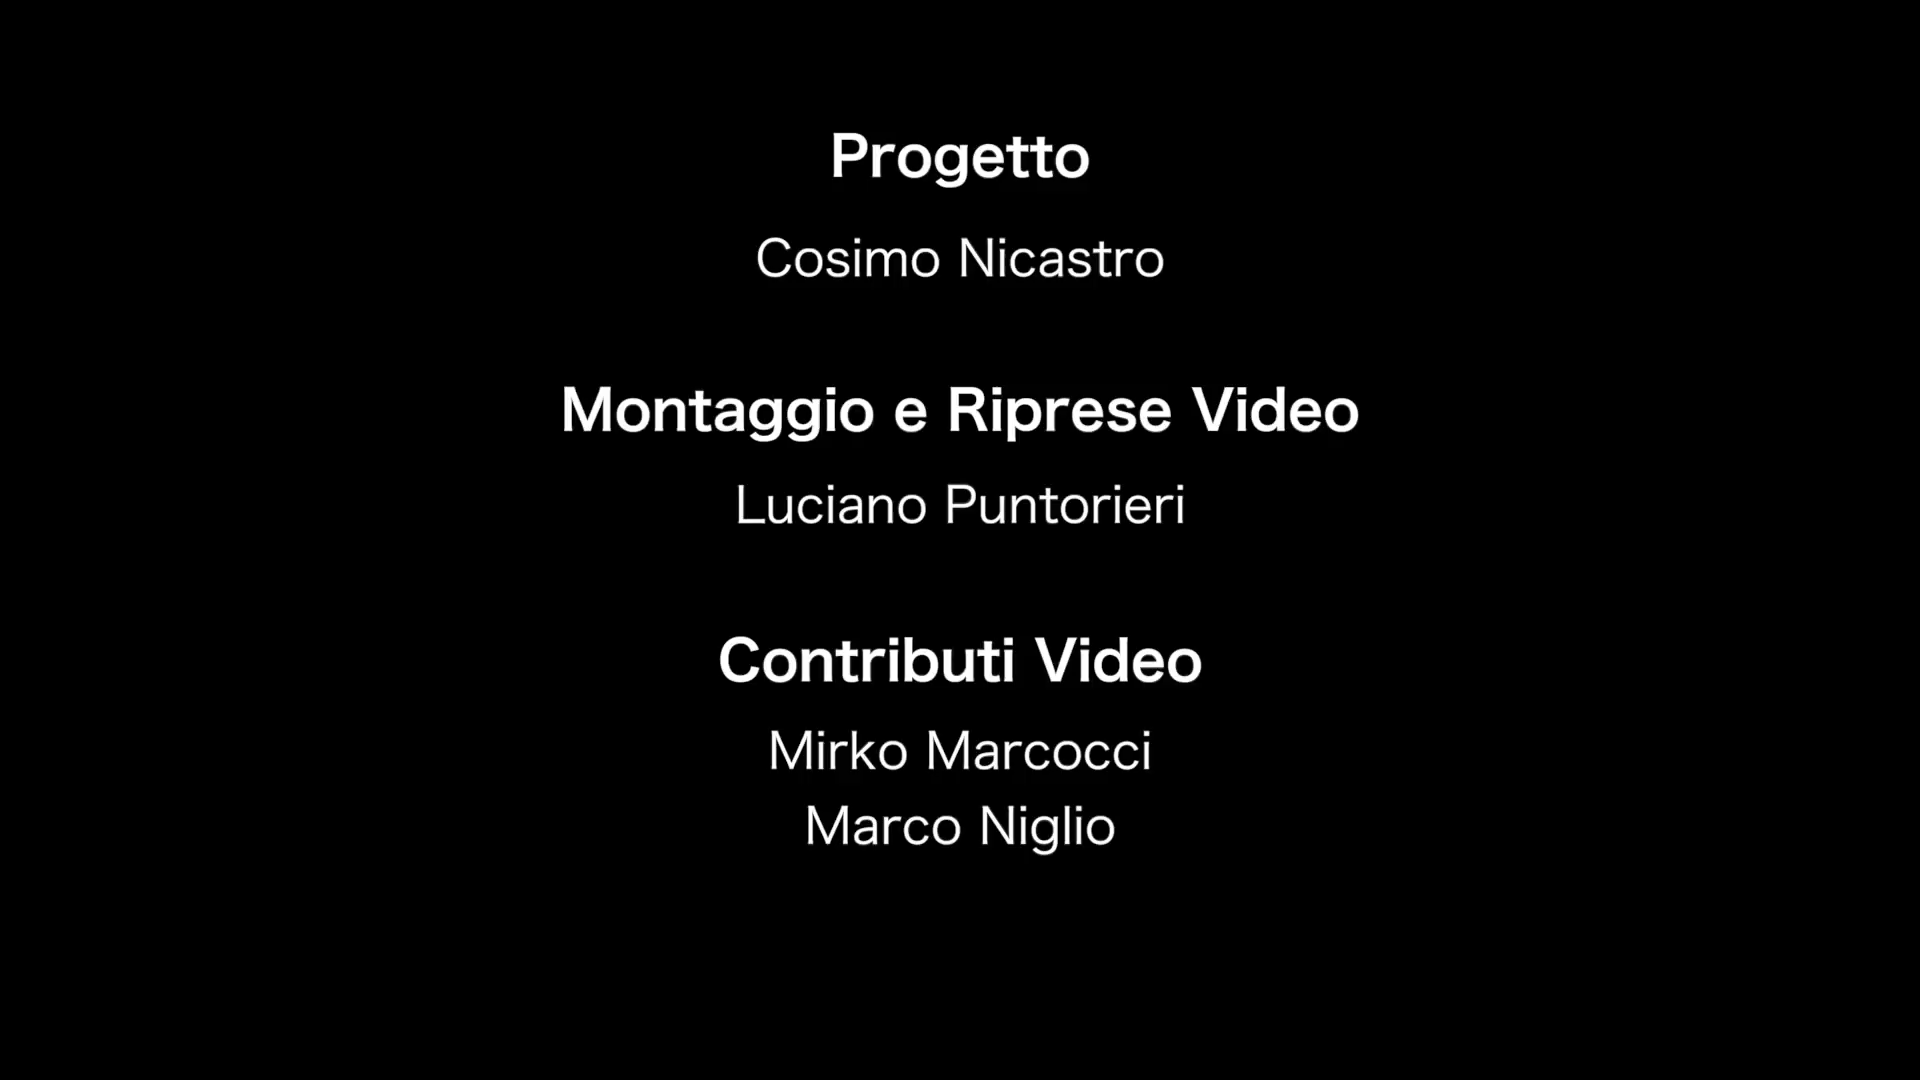 Progetto
Cosimo Nicastro
Montaggio e Riprese Video
Luciano Puntorieri
Contributi Video
Mirko Marcocci
Marco Niglio